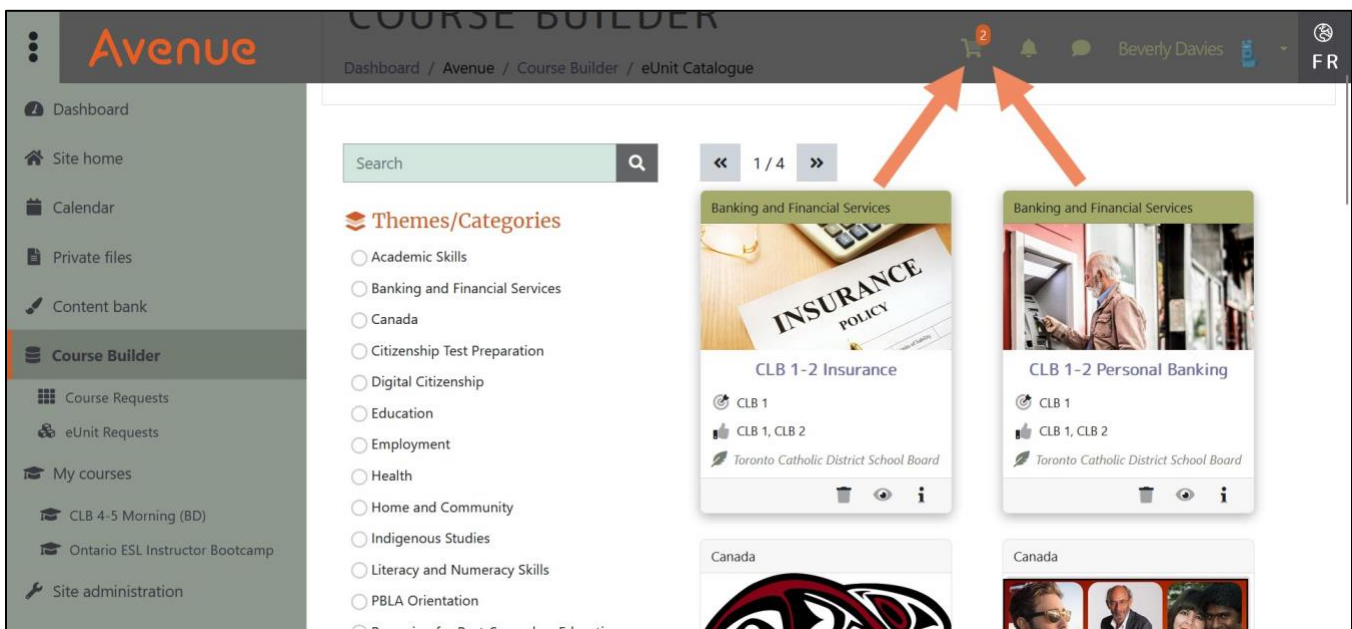 COURSE BUILDER
Avenue
Dashboard / Avenue / Course Builder / eUnit Catalogue
2
Beverly Davies
FR
Dashboard
Site home
Calendar
Private files
Content bank
Course Builder
Course Requests
eUnit Requests
My courses
CLB 4-5 Morning (BD)
Ontario ESL Instructor Bootcamp
Site administration
Search
« 1 / 4 »
Themes/Categories
Academic Skills
Banking and Financial Services
Canada
Citizenship Test Preparation
Digital Citizenship
Education
Employment
Health
Home and Community
Indigenous Studies
Literacy and Numeracy Skills
PBLA Orientation
Banking and Financial Services
INSURANCE
POLICY
CLB 1-2 Insurance
CLB 1
CLB 1, CLB 2
Toronto Catholic District School Board
i
Banking and Financial Services
CLB 1-2 Personal Banking
CLB 1
CLB 1, CLB 2
Toronto Catholic District School Board
i
Canada
Canada